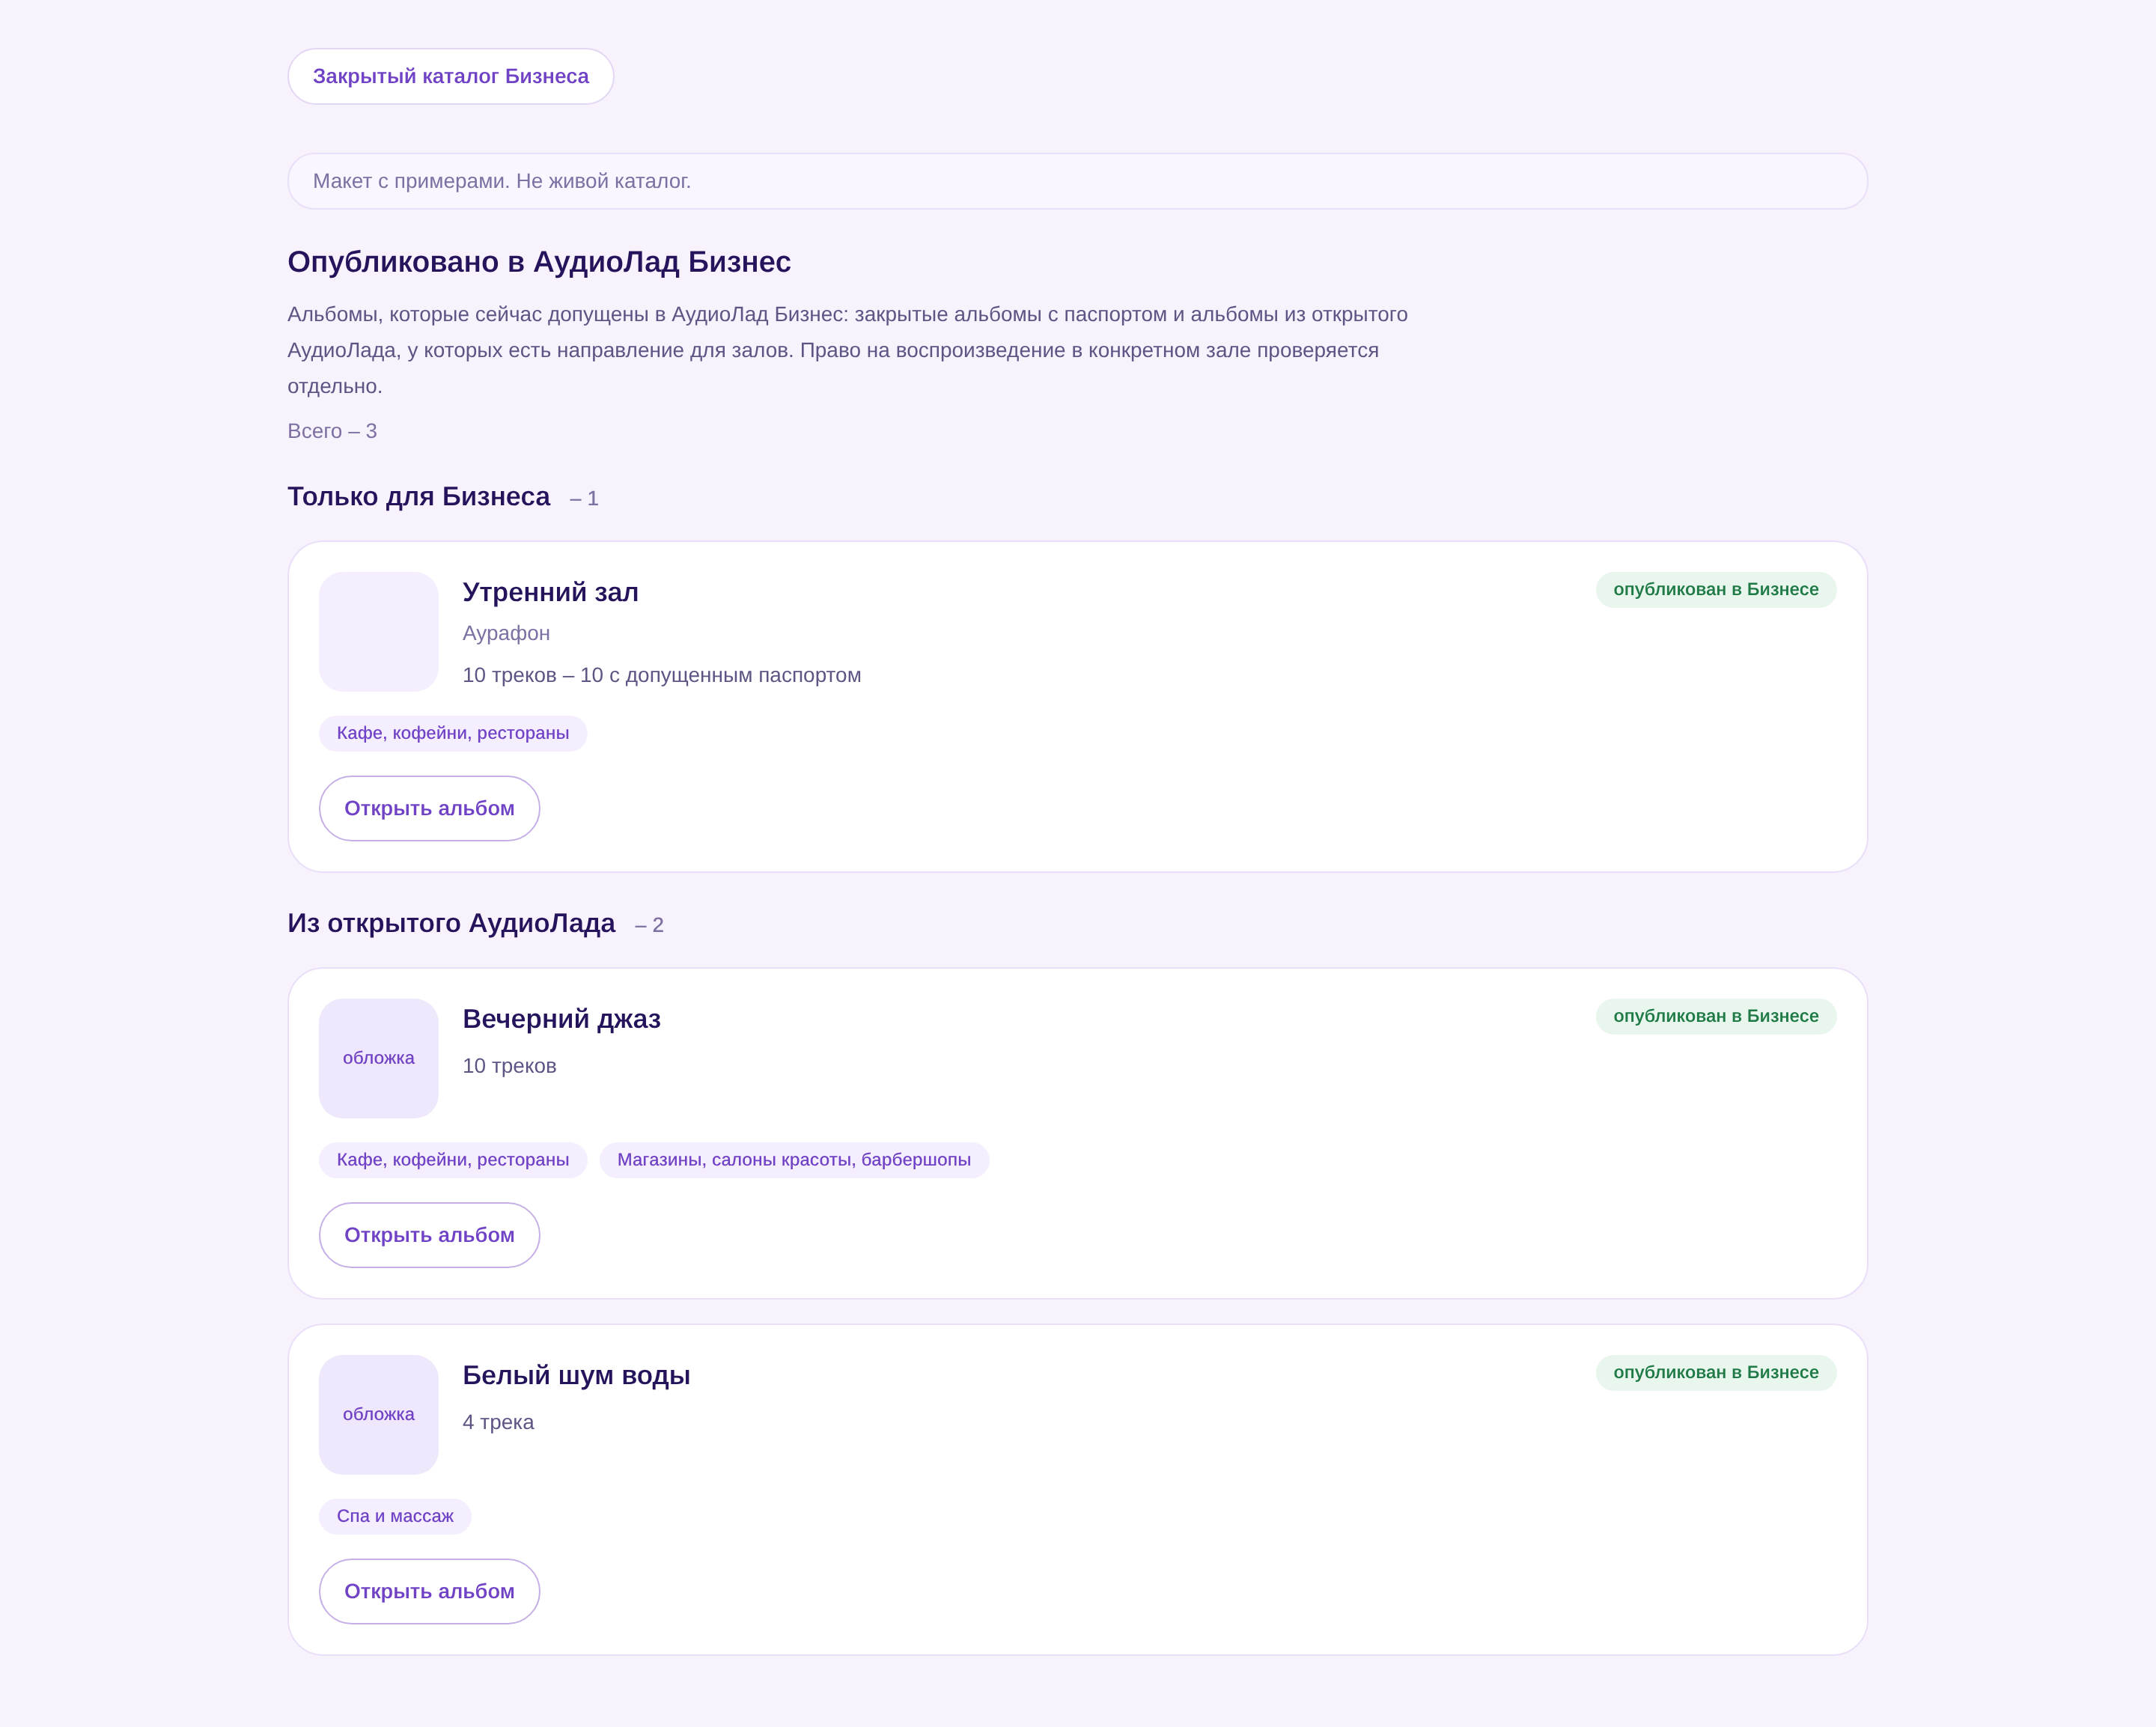 Закрытый каталог Бизнеса
Макет с примерами. Не живой каталог.
Опубликовано в АудиоЛад Бизнес
Альбомы, которые сейчас допущены в АудиоЛад Бизнес: закрытые альбомы с паспортом и альбомы из открытого
АудиоЛада, у которых есть направление для залов. Право на воспроизведение в конкретном зале проверяется
отдельно.
Всего – 3
Только для Бизнеса – 1
Утренний зал
опубликован в Бизнесе
Аурафон
10 треков – 10 с допущенным паспортом
Кафе, кофейни, рестораны
Открыть альбом
Из открытого АудиоЛада – 2
обложка
Вечерний джаз
опубликован в Бизнесе
10 треков
Кафе, кофейни, рестораны
Магазины, салоны красоты, барбершопы
Открыть альбом
обложка
Белый шум воды
опубликован в Бизнесе
4 трека
Спа и массаж
Открыть альбом